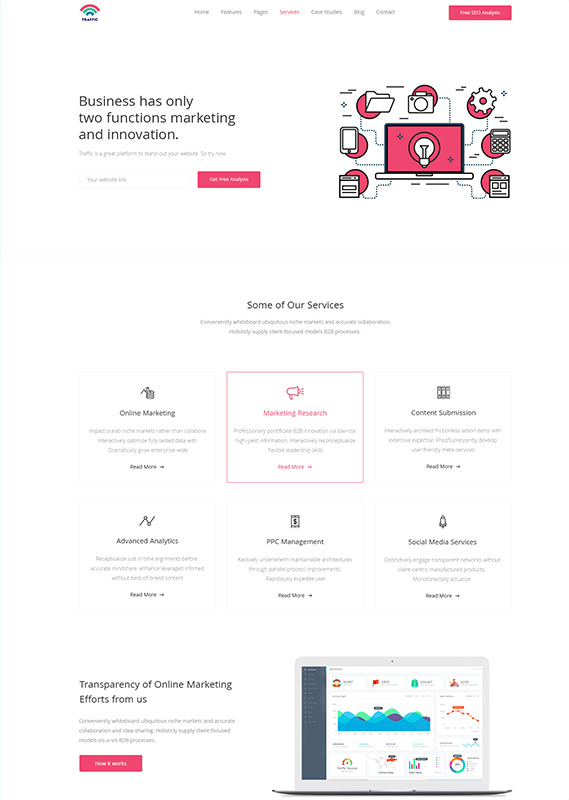 TRAFFIC
Home Features Pages Services Case Studies Blog Contact
Free SEO Analysis
Business has only
two functions marketing
and innovation.
Traffic is a great platform to stand out your website. So try now.
Your website link
Get Free Analysis
Some of Our Services
Conveniently whiteboard ubiquitous niche markets and accurate collaboration.
Holisticly supply client-focused models B2B processes.
Online Marketing
Impact scalab niche markets rather than collabora
Interactively optimize fully tested data with
Dramatically grow enterprise-wide
Read More →
Marketing Research
Professionally pontificate B2B innovation via low-risk
high-yield information. Interactively reconceptualize
flexible leadership skills
Read More →
Content Submission
Interactively architect frictionless action items with
extensive expertise. Phosfluorescently develop
user friendly meta-services
Read More →
Advanced Analytics
Recaptiualize just in time alignments before
accurate mindshare. enhance leveraged inforred
without best-of-breed content
Read More →
PPC Management
through parallel process improvements.
Rapidiously expedite user
Read More →
Social Media Services
Distinctively engage transparent networks without
client-centric manufactured products.
Monotonectally actualize
Read More →
Transparency of Online Marketing
Efforts from us
Conveniently whiteboard ubiquitous niche markets and accurate
collaboration and idea-sharing. Holisticly supply client-focused
models vis-a-vis B2B processes.
How it works